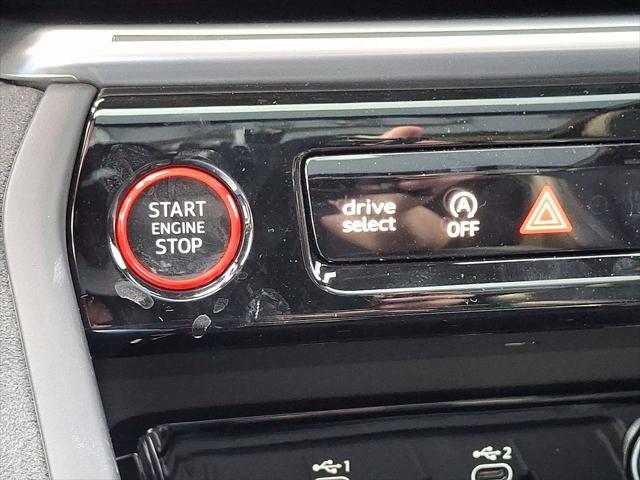 START
ENGINE
STOP
drive
select
A
OFF
1
2